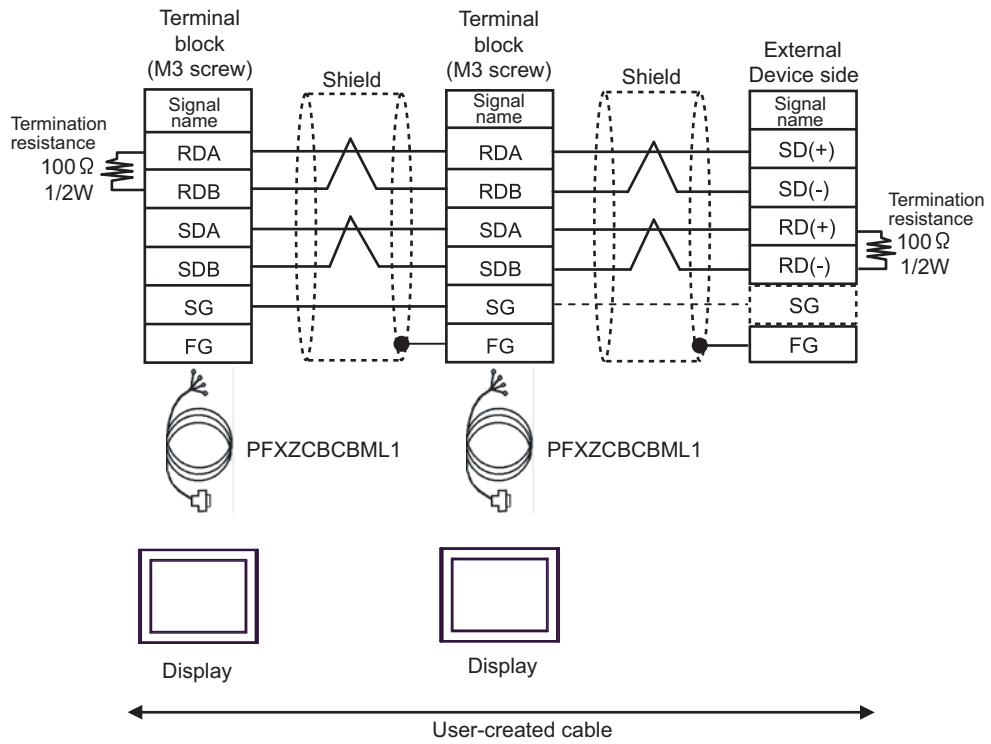 Terminal
block
(M3 screw)
Terminal
block
(M3 screw)
External
Device side
Shield
Shield
Signal
name
Signal
name
Signal
name
Termination
resistance
100 Ω
1/2W
RDA
RDA
SD(+)
RDB
RDB
SD(-)
SDA
SDA
RD(+)
SDB
SDB
RD(-)
Termination
resistance
100 Ω
1/2W
SG
SG
SG
FG
FG
FG
PFXZCBCBML1
PFXZCBCBML1
Display
Display
User-created cable